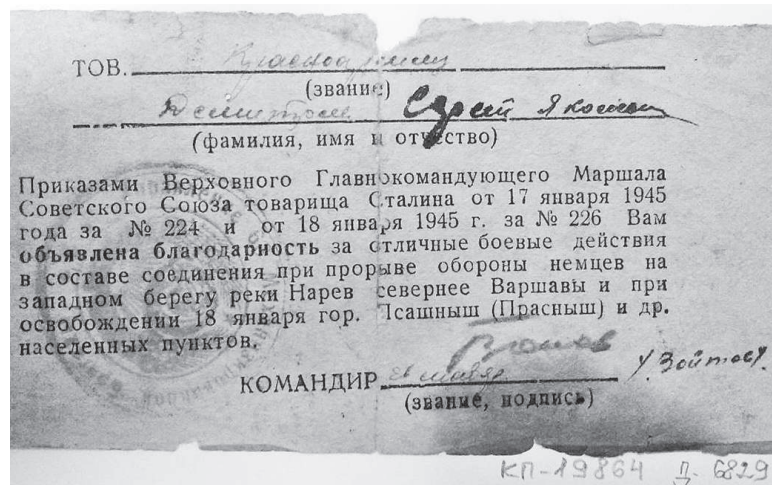 ТОВ. Красноармеец
(звание)
Сергей Яковлевич
(фамилия, имя и отчество)
Приказами Верховного Главнокомандующего Маршала
Советского Союза товарища Сталина от 17 января 1945
года за № 224 и от 18 января 1945 г. за № 226 Вам
объявлена благодарность за отличные боевые действия
в составе соединения при прорыве обороны немцев на
западном берегу реки Нарев севернее Варшавы и при
освобождении 18 января гор. Псашныш (Прасныш) и др.
населенных пунктов.
КОМАНДИР
(звание, подпись)
КП-19864 Д-6829